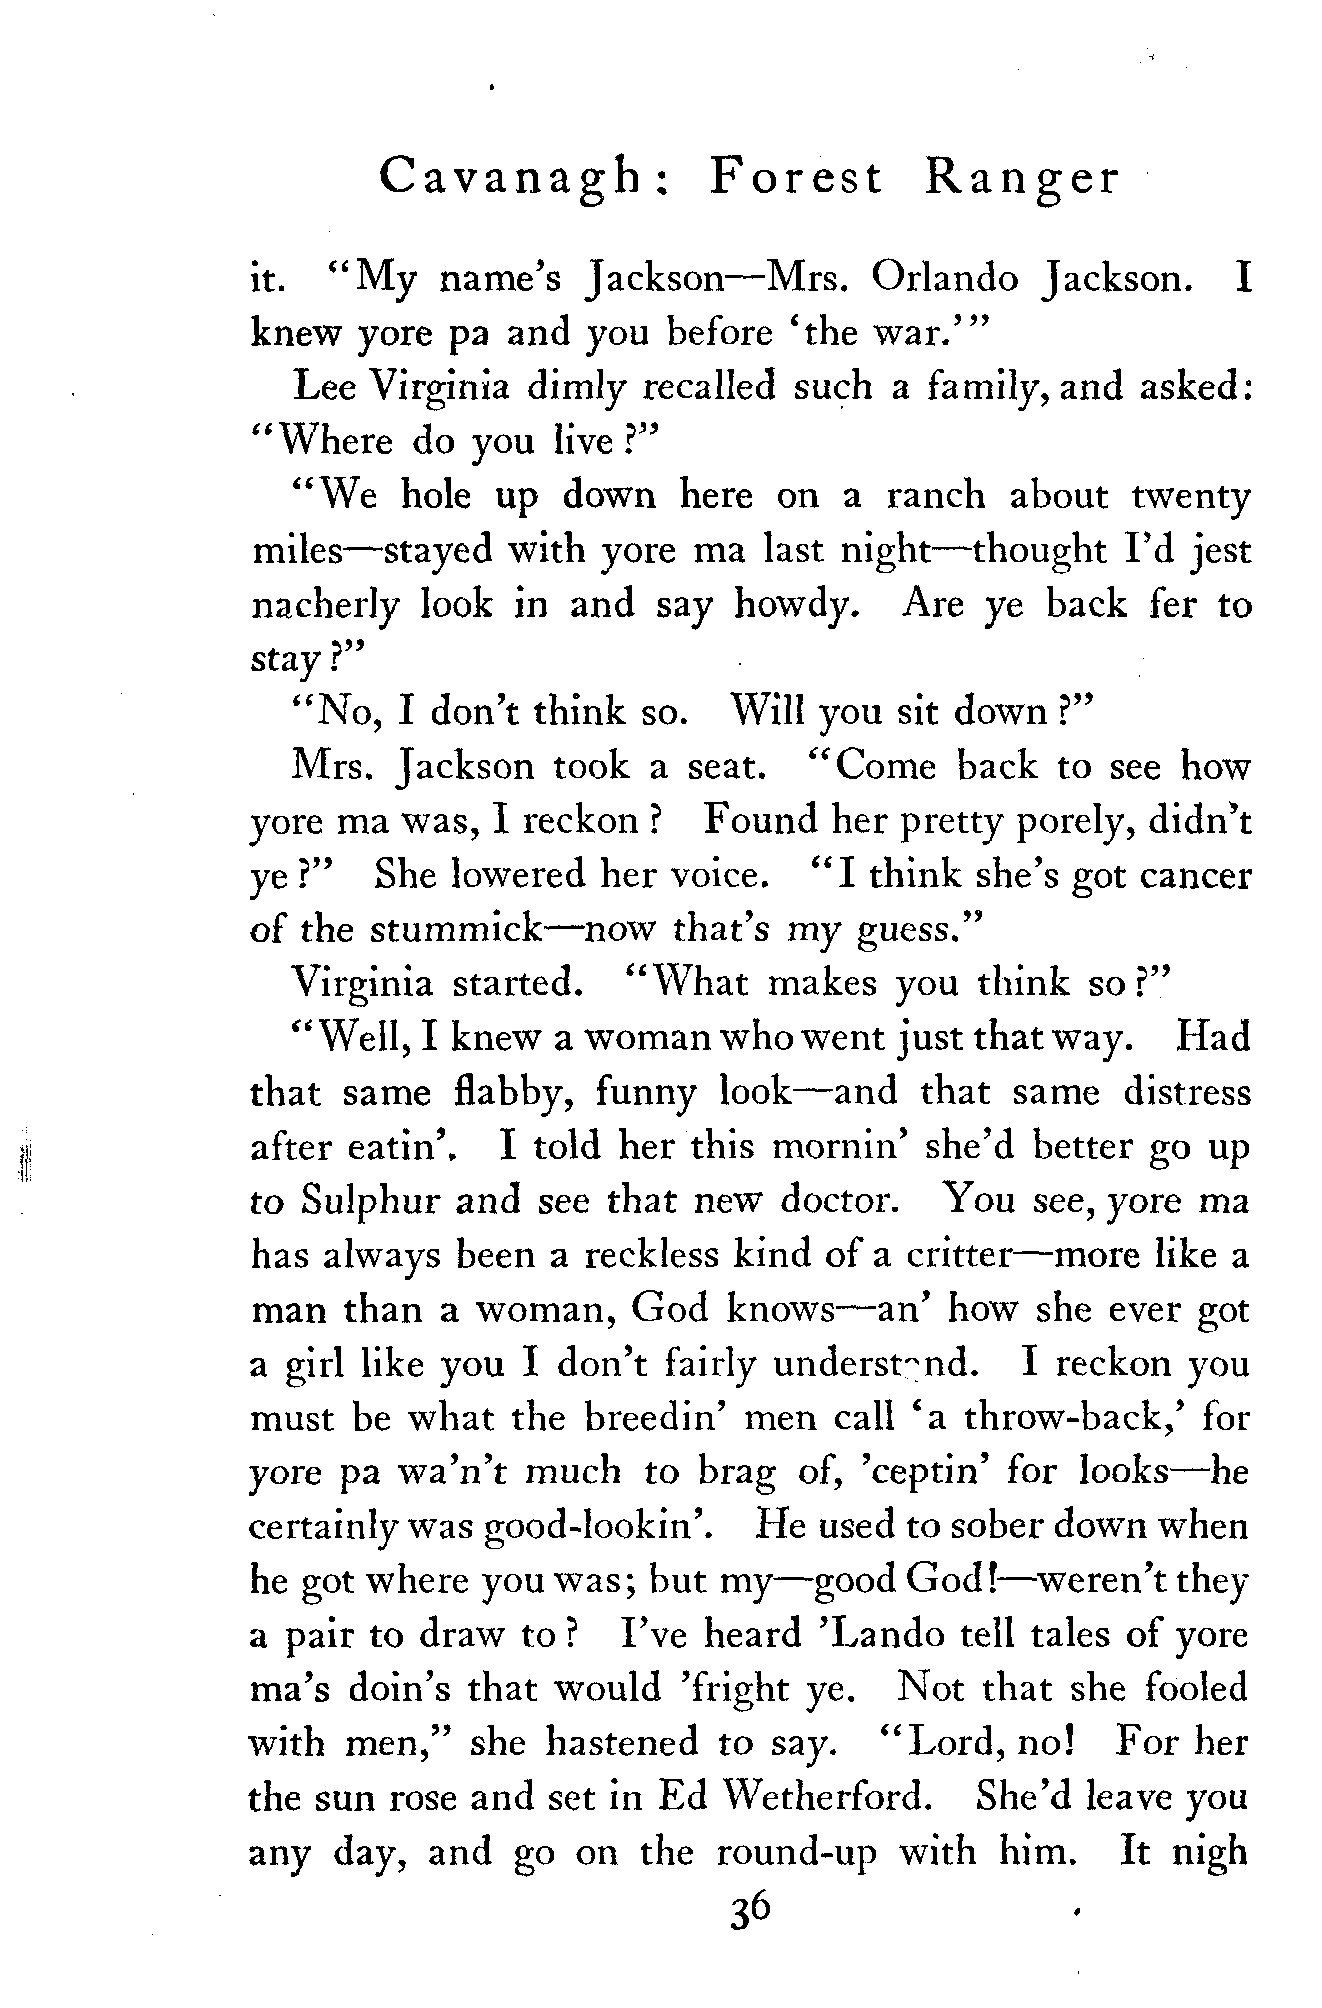 Cavanagh: Forest Ranger
it. "My name's Jackson—Mrs. Orlando Jackson. I
knew yore pa and you before 'the war.'"
Lee Virginia dimly recalled such a family, and asked:
"Where do you live?"
"We hole up down here on a ranch about twenty
miles—stayed with yore ma last night—thought I'd jest
nacherly look in and say howdy. Are ye back fer to
stay?"
"No, I don't think so. Will you sit down?"
Mrs. Jackson took a seat. "Come back to see how
yore ma was, I reckon? Found her pretty porely, didn't
ye?" She lowered her voice. "I think she's got cancer
of the stummick—now that's my guess."
Virginia started. "What makes you think so?"
"Well, I knew a woman who went just that way. Had
that same flabby, funny look—and that same distress
after eatin'. I told her this mornin' she'd better go up
to Sulphur and see that new doctor. You see, yore ma
has always been a reckless kind of a critter—more like a
man than a woman, God knows—an' how she ever got
a girl like you I don't fairly understand. I reckon you
must be what the breedin' men call 'a throw-back,' for
yore pa wa'n't much to brag of, 'ceptin' for looks—he
certainly was good-lookin'. He used to sober down when
he got where you was; but my—good God!—weren't they
a pair to draw to? I've heard 'Lando tell tales of yore
ma's doin's that would 'fright ye. Not that she fooled
with men," she hastened to say. "Lord, no! For her
the sun rose and set in Ed Wetherford. She'd leave you
any day, and go on the round-up with him. It nigh
36